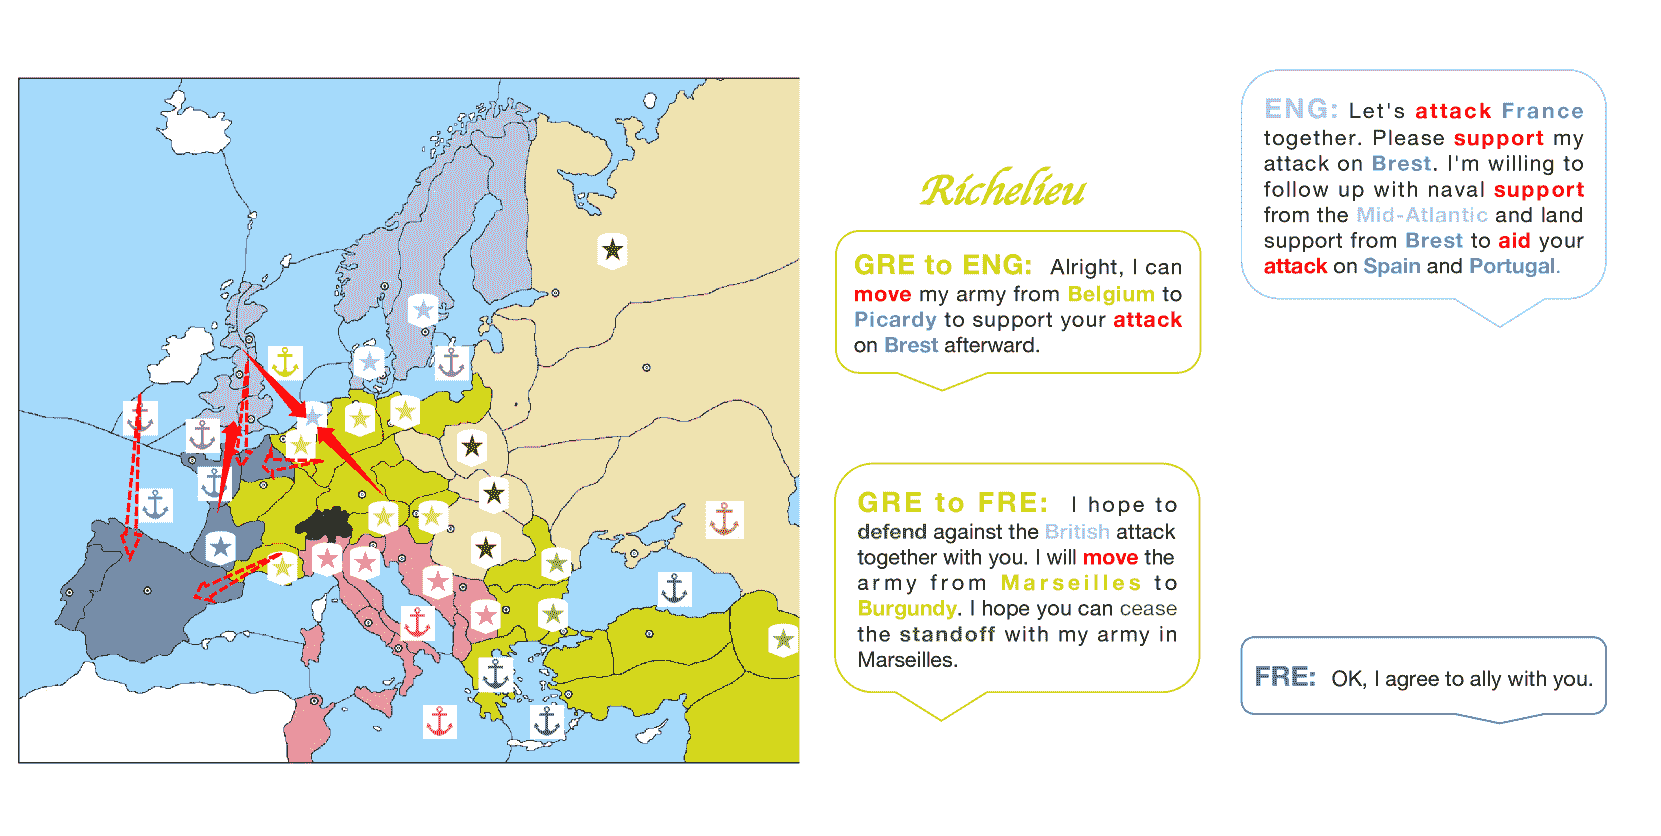 Richelieu
GRE to ENG: Alright, I can
move my army from Belgium to
Picardy to support your attack
on Brest afterward.
ENG: Let's attack France
together. Please support my
attack on Brest. I'm willing to
follow up with naval support
from the Mid-Atlantic and land
support from Brest to aid your
attack on Spain and Portugal.
GRE to FRE: I hope to
defend against the British attack
together with you. I will move the
army from Marseilles to
Burgundy. I hope you can cease
the standoff with my army in
Marseilles.
FRE: OK, I agree to ally with you.